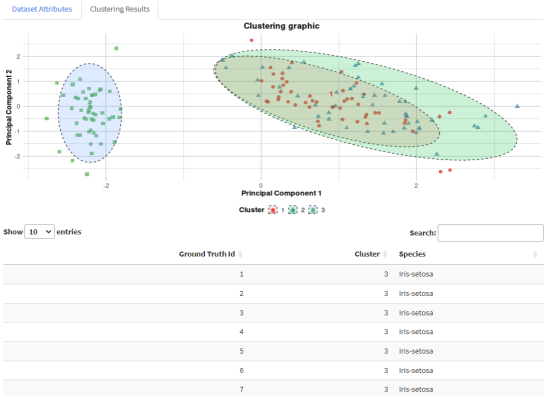 Dataset Attributes Clustering Results
Clustering graphic
Principal Component 2
2
1
0
-1
-2
1
2
-2 0 2
Principal Component 1
Cluster 1 2 3
Show 10 entries Search:
Ground Truth Id Cluster Species
1 3 Iris-setosa
2 3 Iris-setosa
3 3 Iris-setosa
4 3 Iris-setosa
5 3 Iris-setosa
6 3 Iris-setosa
7 3 Iris-setosa